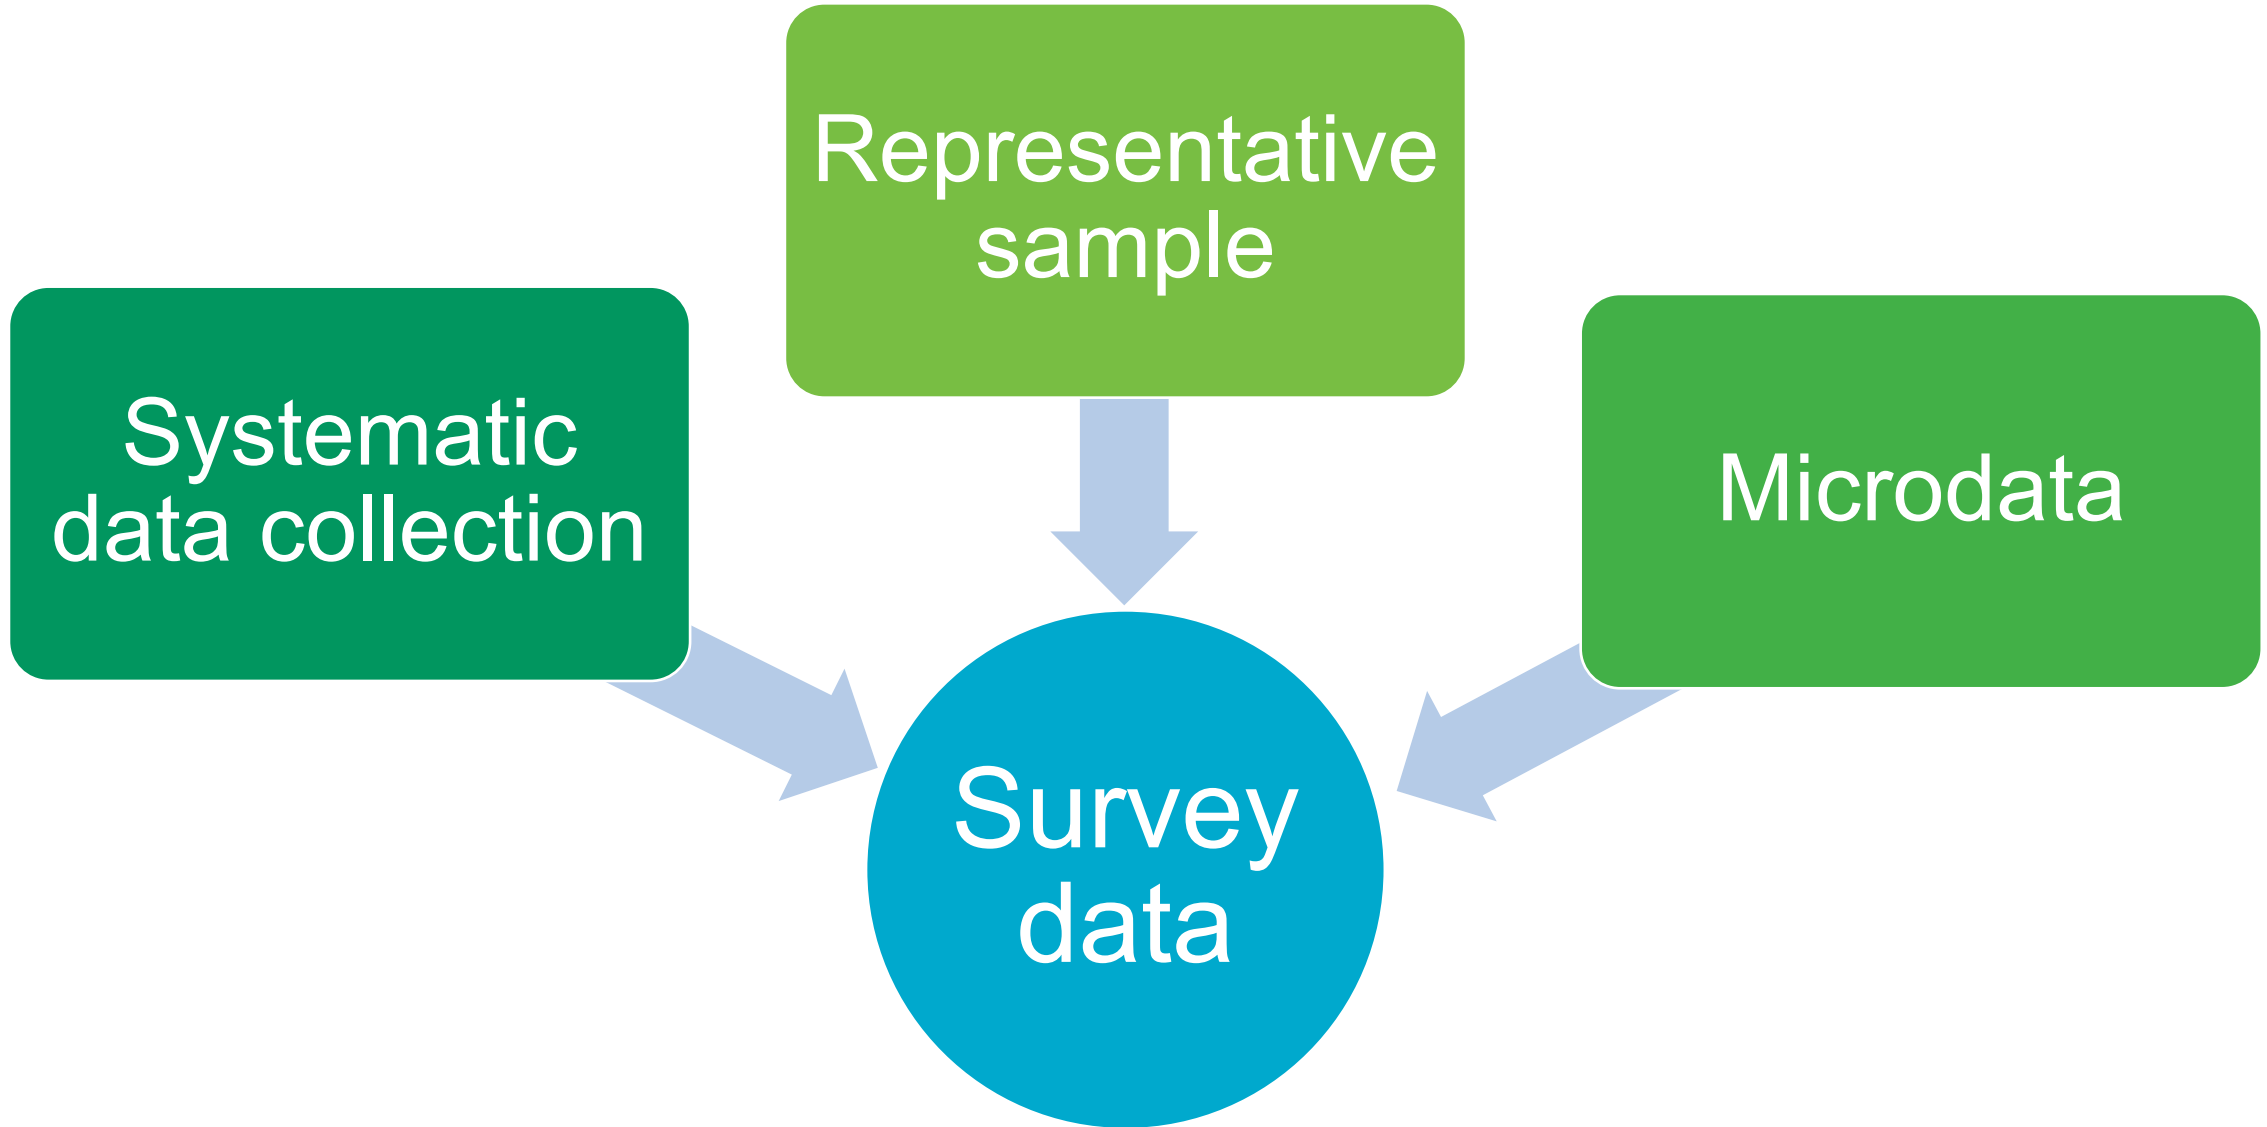 Representative
sample
Systematic
data collection
Microdata
Survey
data